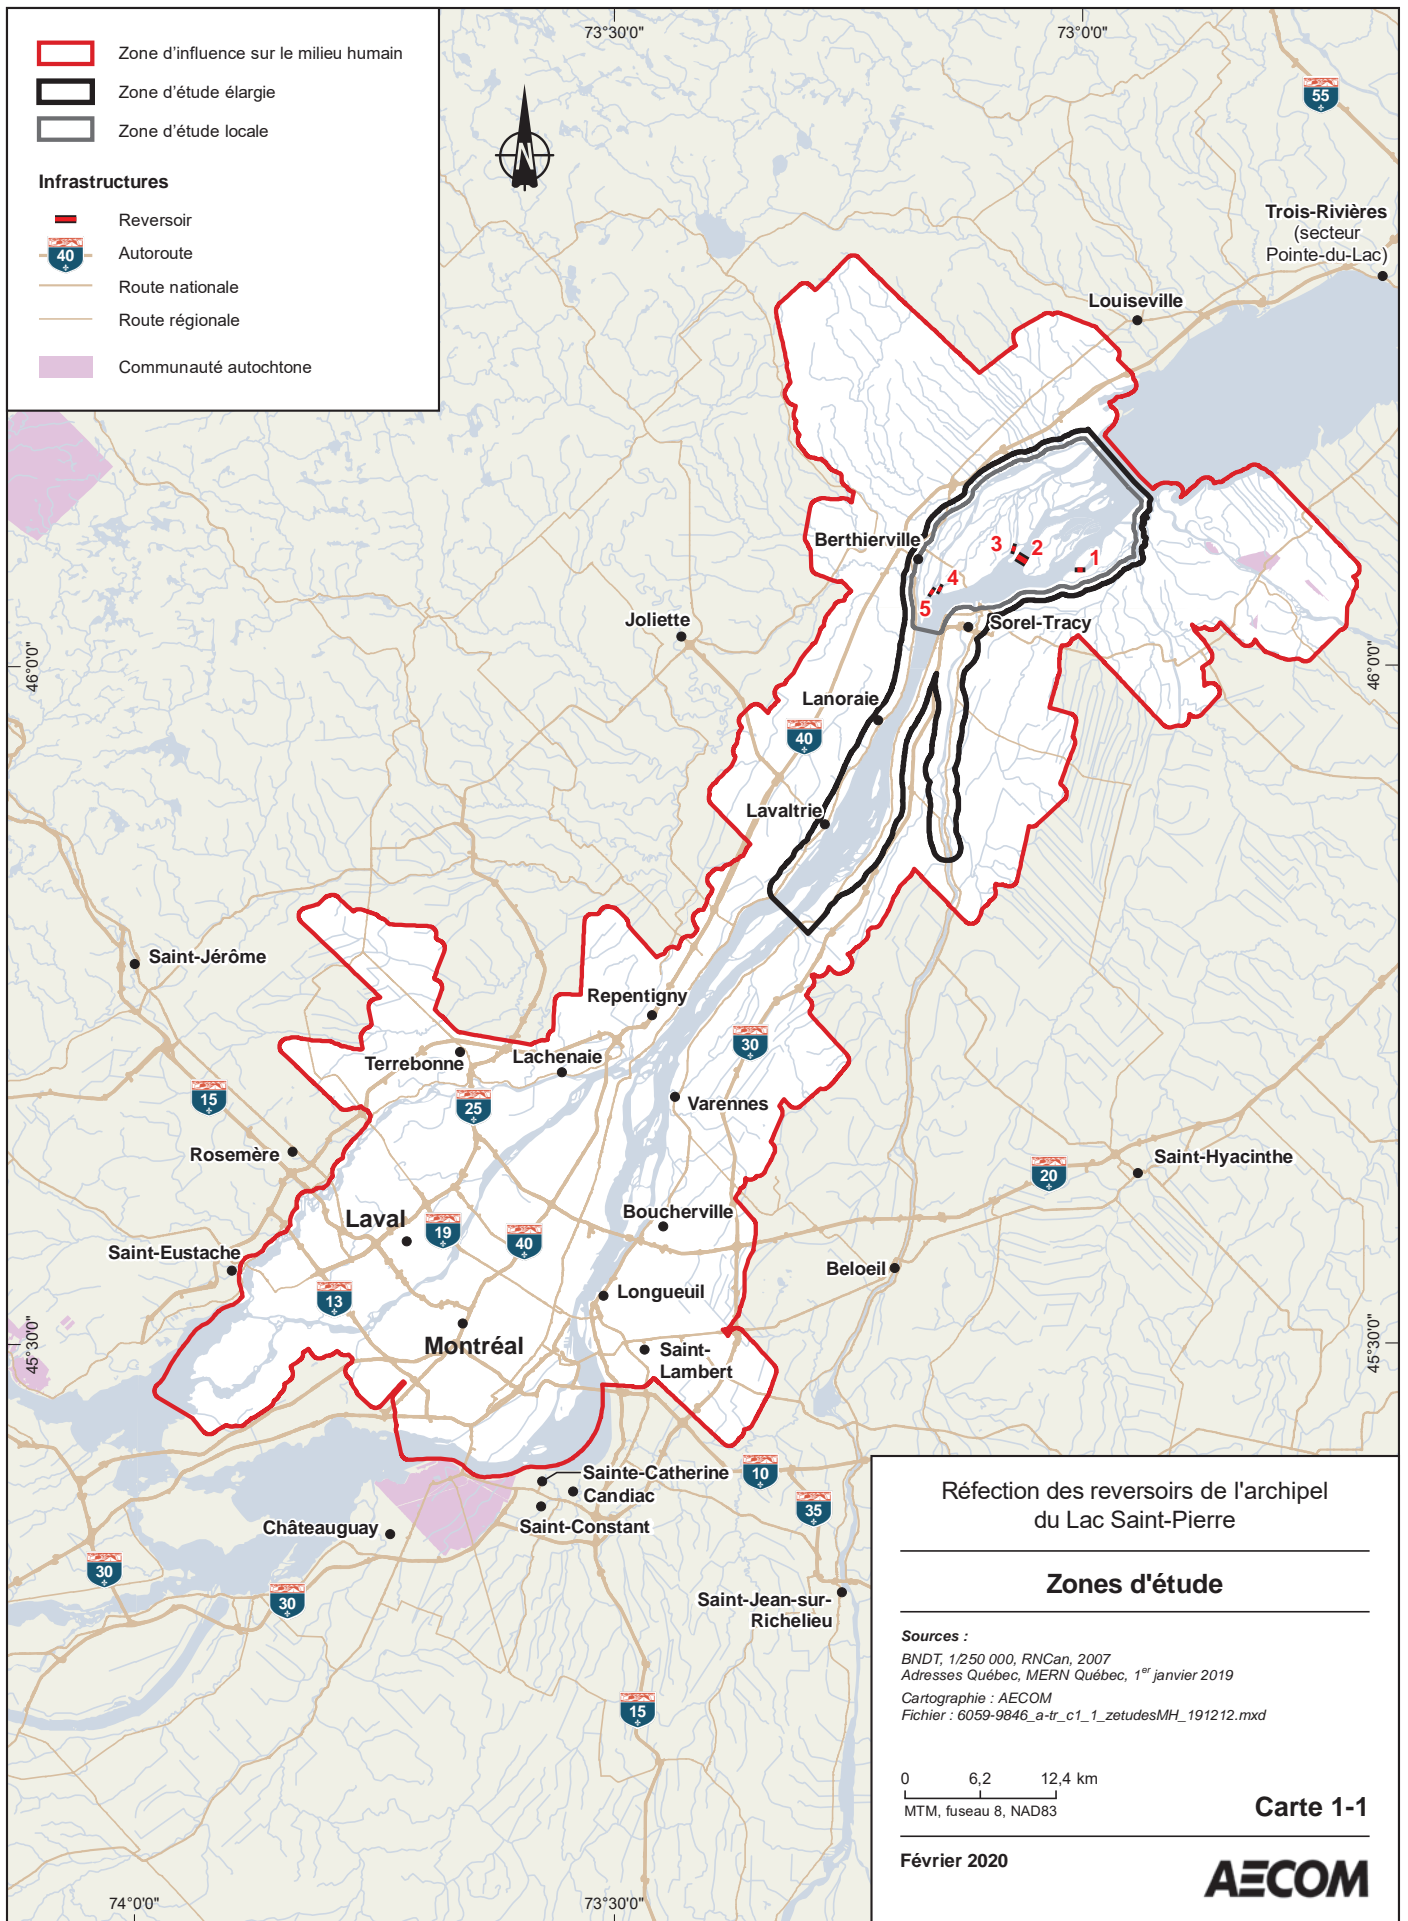 73°30'0"
73°0'0"
Zone d'influence sur le milieu humain
Zone d'étude élargie
Zone d'étude locale
Infrastructures
Reversoir
40
Autoroute
Route nationale
Route régionale
Communauté autochtone
N
55
Trois-Rivières
(secteur
Pointe-du-Lac)
Louiseville
Berthierville
3
2
1
4
5
Sorel-Tracy
Joliette
46°0'0"
46°0'0"
Lanoraie
40
Lavaltrie
Saint-Jérôme
Repentigny
30
Terrebonne
Lachenaie
15
25
Varennes
Rosemère
Saint-Hyacinthe
20
Laval
19
40
Boucherville
Saint-Eustache
Beloeil
13
Longueuil
Montréal
45°30'0"
45°30'0"
Saint-
Lambert
Sainte-Catherine
10
Candiac
35
Châteauguay
Saint-Constant
30
30
Saint-Jean-sur-
Richelieu
15
Réfection des reversoirs de l'archipel
du Lac Saint-Pierre
Zones d'étude
Sources :
BNDT, 1/250 000, RNCan, 2007
Adresses Québec, MERN Québec, 1er janvier 2019
Cartographie : AECOM
Fichier : 6059-9846_a-tr_c1_1_zetudesMH_191212.mxd
0 6,2 12,4 km
MTM, fuseau 8, NAD83
Carte 1-1
Février 2020
AECOM
74°0'0"
73°30'0"